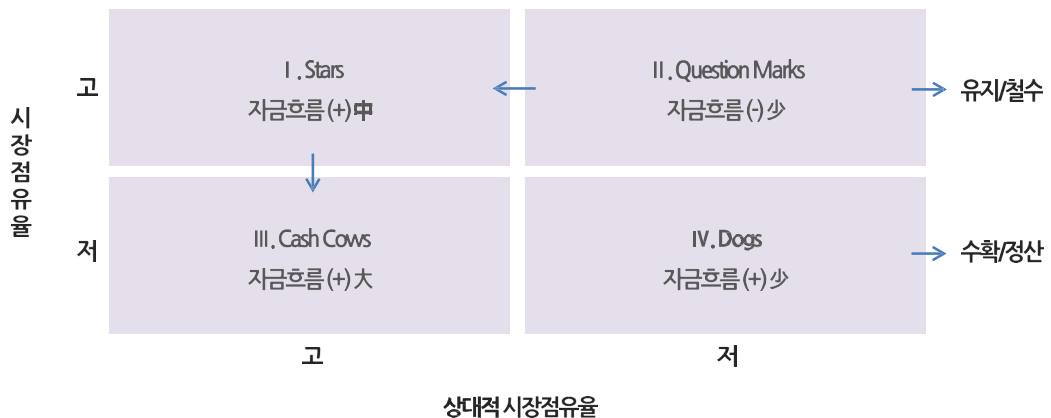 시장점유율
고
Ⅰ. Stars
자금흐름 (+) 中
Ⅱ. Question Marks
자금흐름 (-) 少
유지/철수
저
Ⅲ. Cash Cows
자금흐름 (+) 大
Ⅳ. Dogs
자금흐름 (+) 少
수확/정산
고
저
상대적 시장점유율